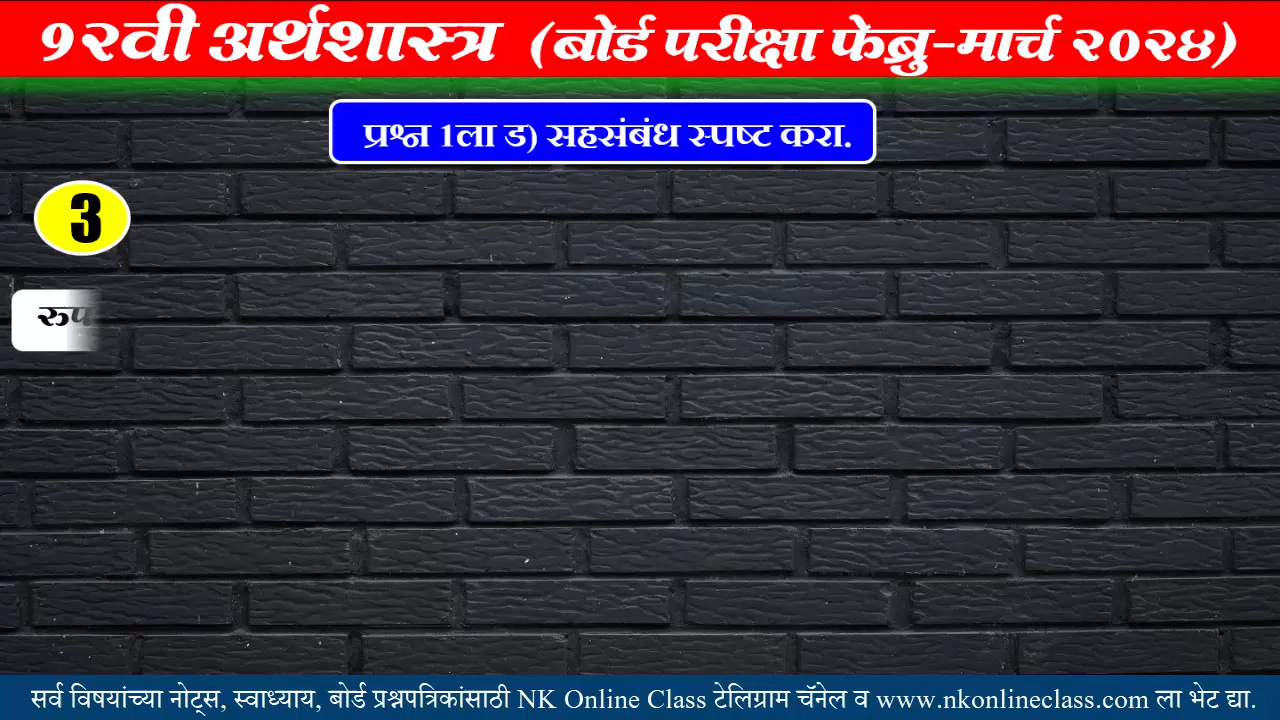 १२वी अर्थशास्त्र (बोर्ड परीक्षा फेब्रु-मार्च २०२४)
प्रश्न 1ला ड) सहसंबंध स्पष्ट करा.
3
सर्व विषयांच्या नोट्स, स्वाध्याय, बोर्ड प्रश्नपत्रिकांसाठी NK Online Class टेलिग्राम चॅनेल व www.nkonlineclass.com ला भेट द्या.